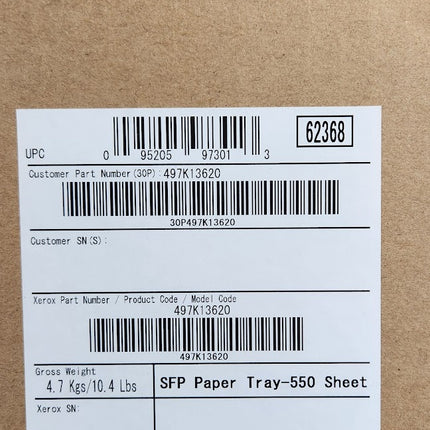 62368
UPC 0 95205 97301 3
Customer Part Number(30P):497K13620
30P497K13620
Customer SN(S):
Xerox Part Number / Product Code / Model Code
497K13620
497K13620
Gross Weight
4.7 Kgs/10.4 Lbs
SFP Paper Tray-550 Sheet
Xerox SN: